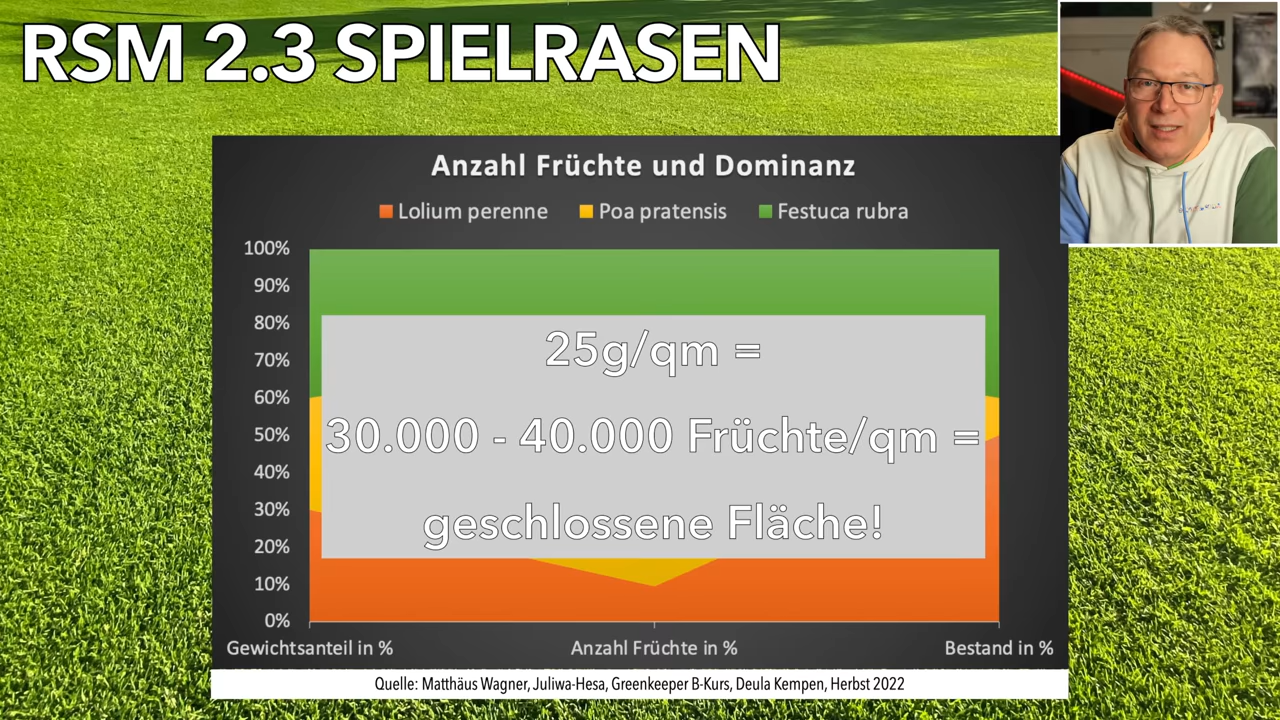 RSM 2.3 SPIELRASEN
Anzahl Früchte und Dominanz
Lolium perenne Poa pratensis Festuca rubra
100%
90%
80%
70%
60%
50%
40%
30%
20%
10%
0%
25g/qm =
30.000 - 40.000 Früchte/qm =
geschlossene Fläche!
Gewichtsanteil in % Anzahl Früchte in % Bestand in %
Quelle: Matthäus Wagner, Juliwa-Hesa, Greenkeeper B-Kurs, Deula Kempen, Herbst 2022